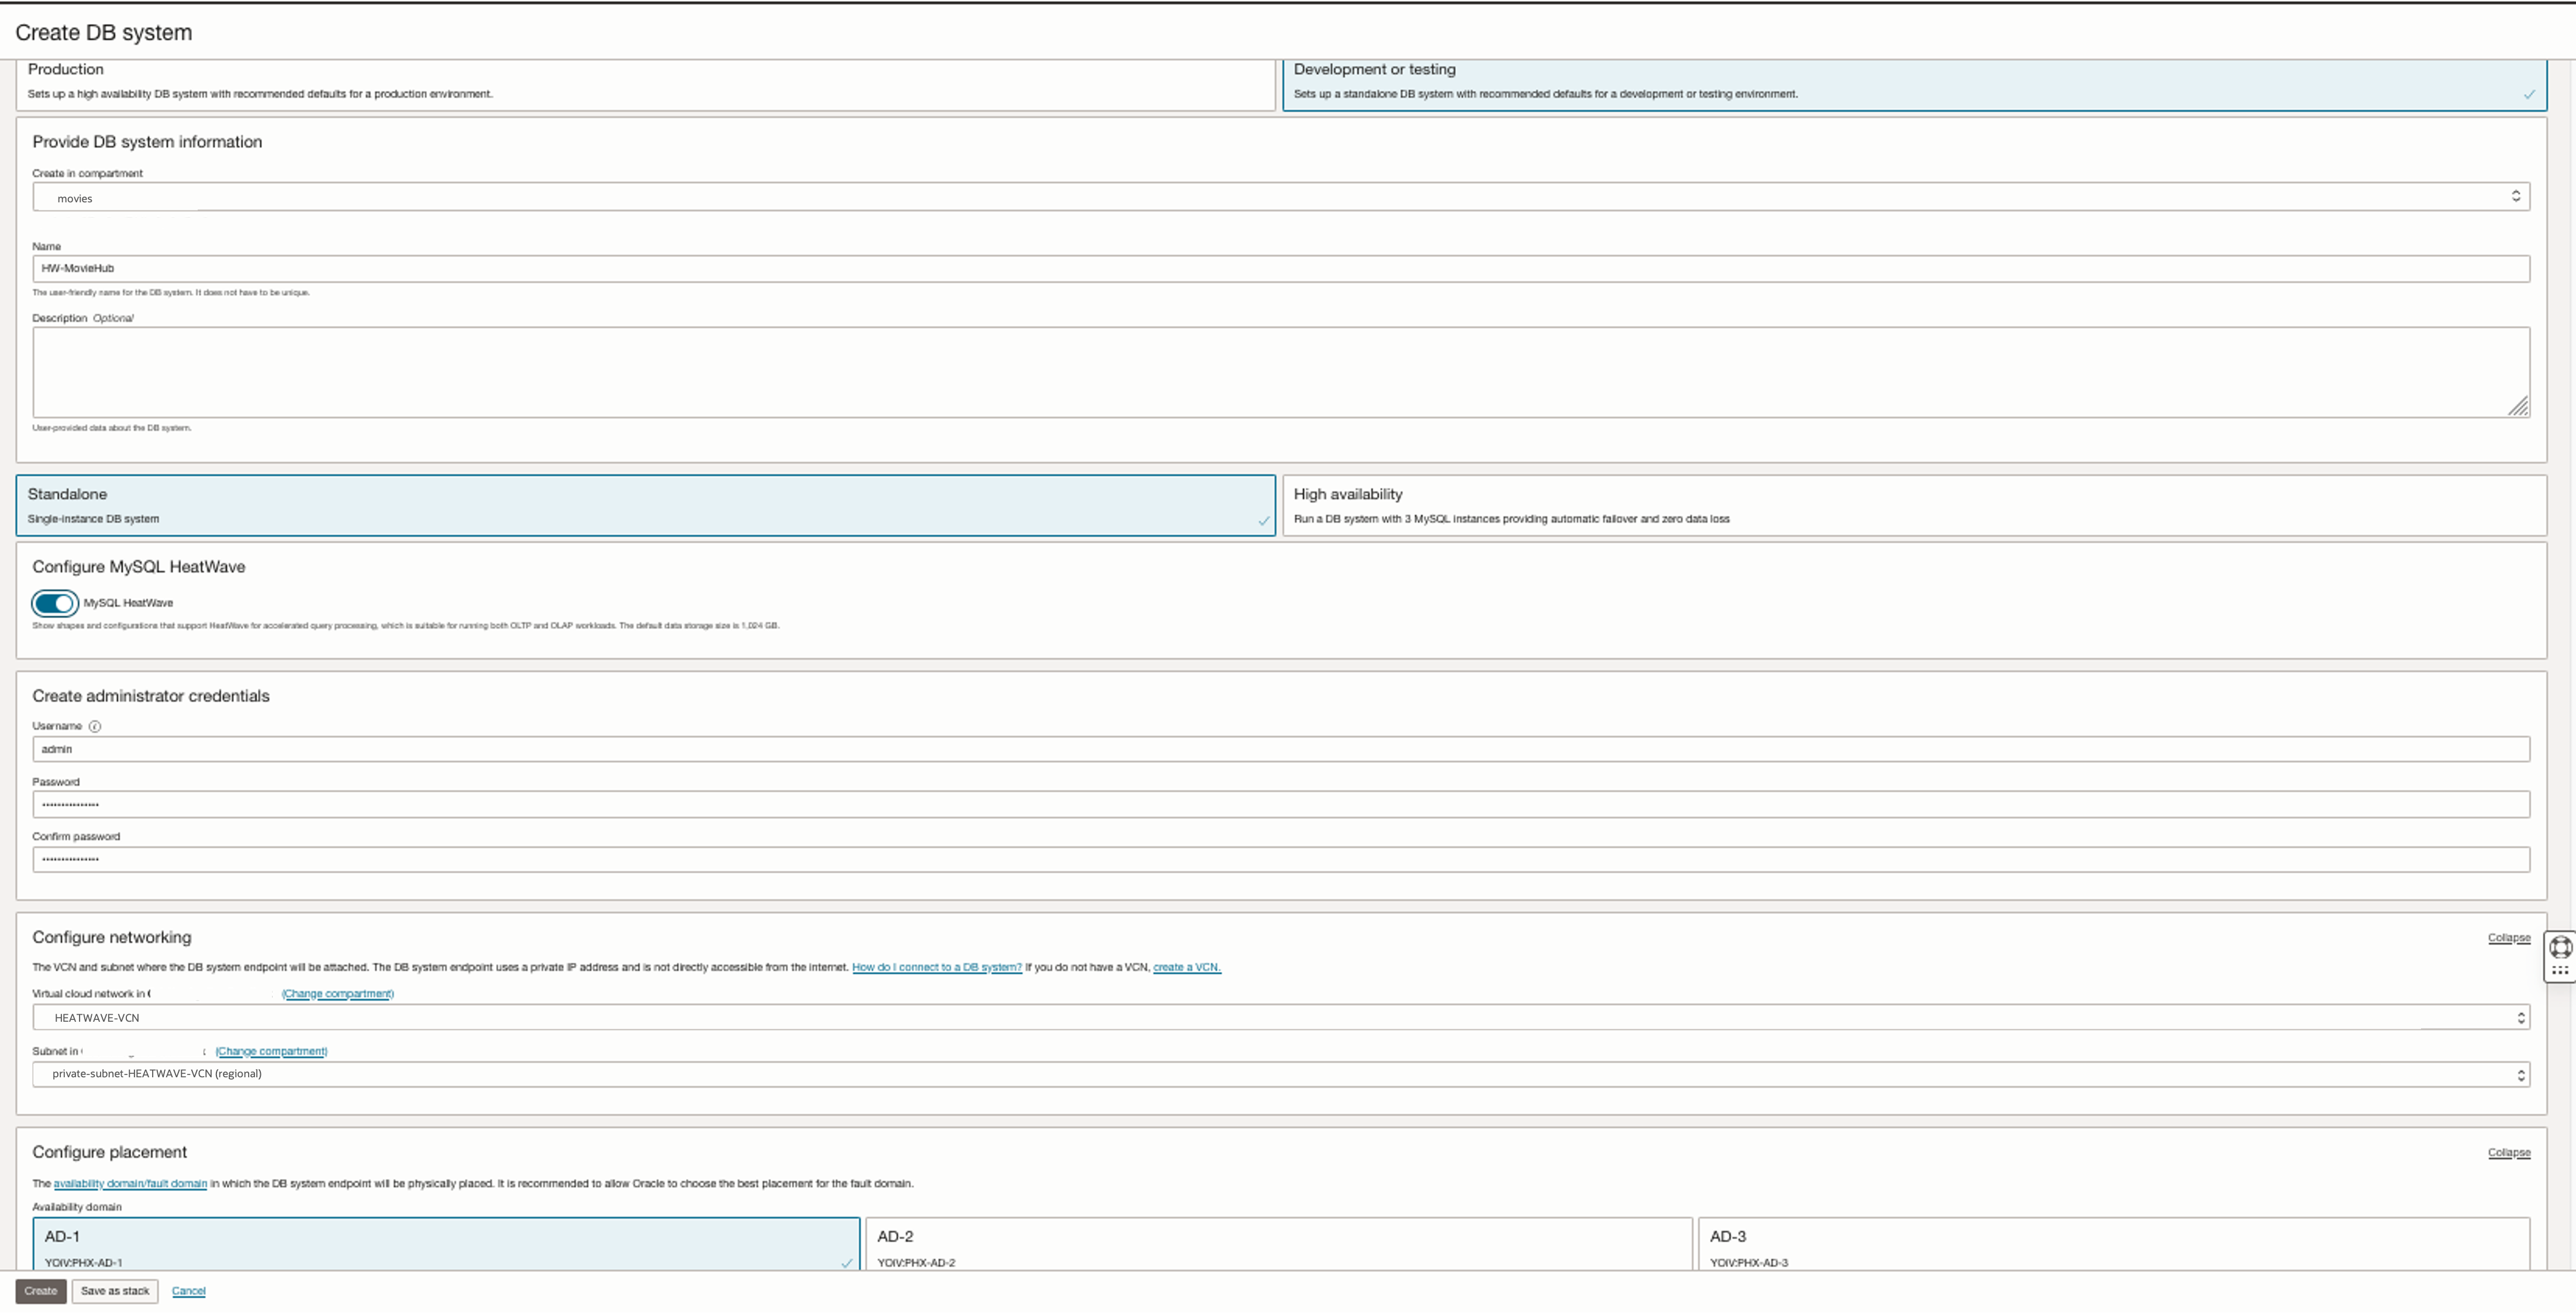 Create DB system
Production
Sets up a high availability DB system with recommended defaults for a production environment.
Development or testing
Sets up a standalone DB system with recommended defaults for a development or testing environment.
Provide DB system information
Create in compartment
movies
Name
HW-MovieHub
The user-friendly name for the DB system. It does not have to be unique.
Description Optional
User-provided data about the DB system.
Standalone
Single-instance DB system
High availability
Run a DB system with 3 MySQL instances providing automatic failover and zero data loss
Configure MySQL HeatWave
MySQL HeatWave
Show shapes and configurations that support HeatWave for accelerated query processing, which is suitable for running both OLTP and OLAP workloads. The default data storage size is 1,024 GB.
Create administrator credentials
Username
admin
Password
•••••••••••••••
Confirm password
•••••••••••••••
Configure networking
Collapse
The VCN and subnet where the DB system endpoint will be attached. The DB system endpoint uses a private IP address and is not directly accessible from the internet. How do I connect to a DB system? If you do not have a VCN, create a VCN.
Virtual cloud network in (Change compartment)
HEATWAVE-VCN
Subnet in (Change compartment)
private-subnet-HEATWAVE-VCN (regional)
Configure placement
Collapse
The availability domain/fault domain in which the DB system endpoint will be physically placed. It is recommended to allow Oracle to choose the best placement for the fault domain.
Availability domain
AD-1
YOIV:PHX-AD-1
AD-2
YOIV:PHX-AD-2
AD-3
YOIV:PHX-AD-3
Create
Save as stack
Cancel